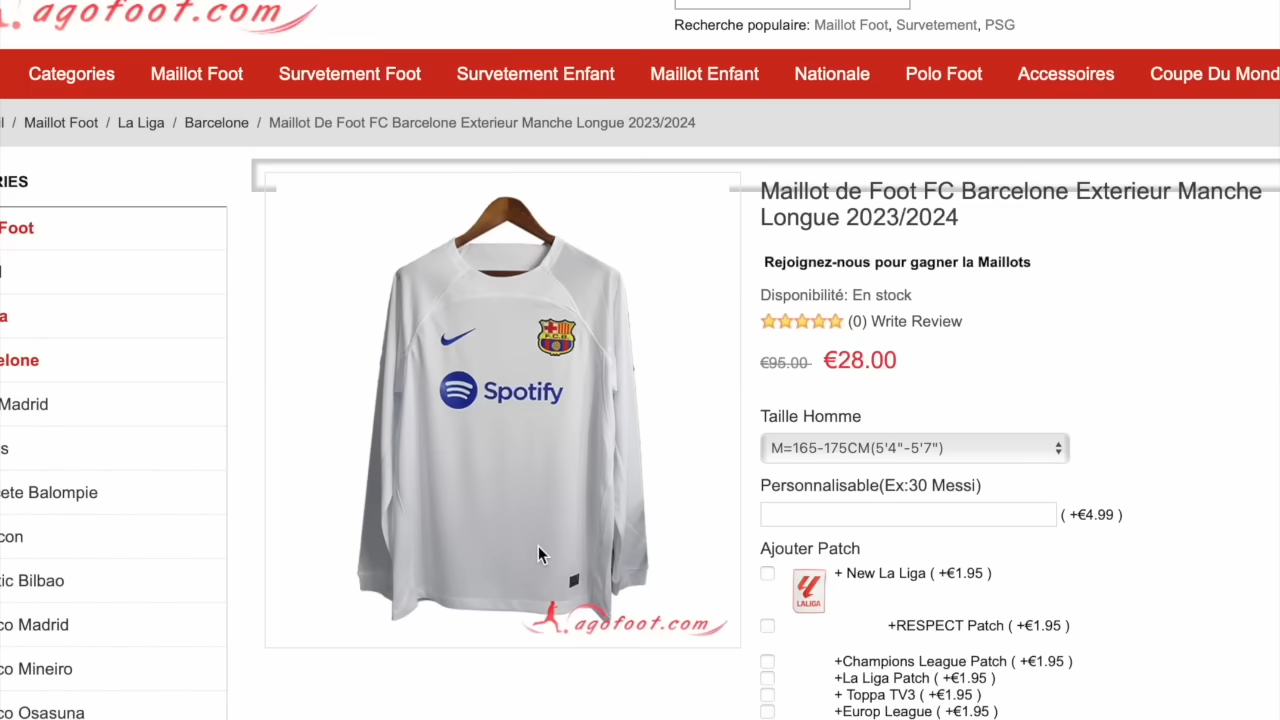 agofoot.com
Recherche populaire: Maillot Foot, Survetement, PSG
Categories Maillot Foot Survetement Foot Survetement Enfant Maillot Enfant Nationale Polo Foot Accessoires Coupe Du Mond
l / Maillot Foot / La Liga / Barcelone / Maillot De Foot FC Barcelone Exterieur Manche Longue 2023/2024
RIES
Foot
l
a
elone
Madrid
s
ete Balompie
con
tic Bilbao
co Madrid
co Mineiro
co Osasuna
FCB
Spotify
agofoot.com
Maillot de Foot FC Barcelone Exterieur Manche
Longue 2023/2024
Rejoignez-nous pour gagner la Maillots
Disponibilité: En stock
(0) Write Review
€95.00 €28.00
Taille Homme
M=165-175CM(5'4"-5'7")
Personnalisable(Ex:30 Messi)
( +€4.99 )
Ajouter Patch
LALIGA
+ New La Liga ( +€1.95 )
+RESPECT Patch ( +€1.95 )
+Champions League Patch ( +€1.95 )
+La Liga Patch ( +€1.95 )
+ Toppa TV3 ( +€1.95 )
+Europ League ( +€1.95 )